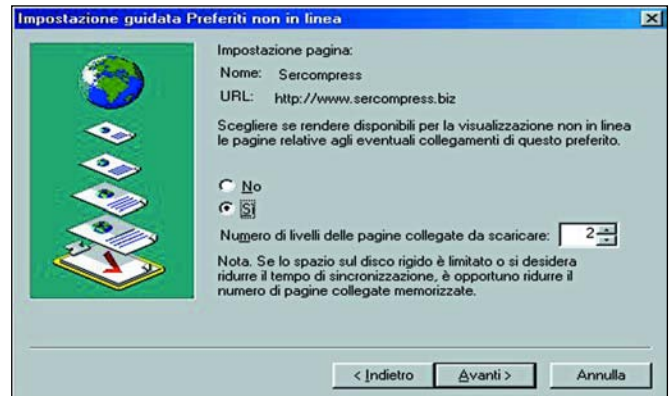 Impostazione guidata Preferiti non in linea
Impostazione pagina:
Nome: Sercompress
URL: http://www.sercompress.biz
Scegliere se rendere disponibili per la visualizzazione non in linea
le pagine relative agli eventuali collegamenti di questo preferito.
No
Sì
Numero di livelli delle pagine collegate da scaricare: 2
Nota. Se lo spazio sul disco rigido è limitato o si desidera
ridurre il tempo di sincronizzazione, è opportuno ridurre il
numero di pagine collegate memorizzate.
< Indietro Avanti > Annulla